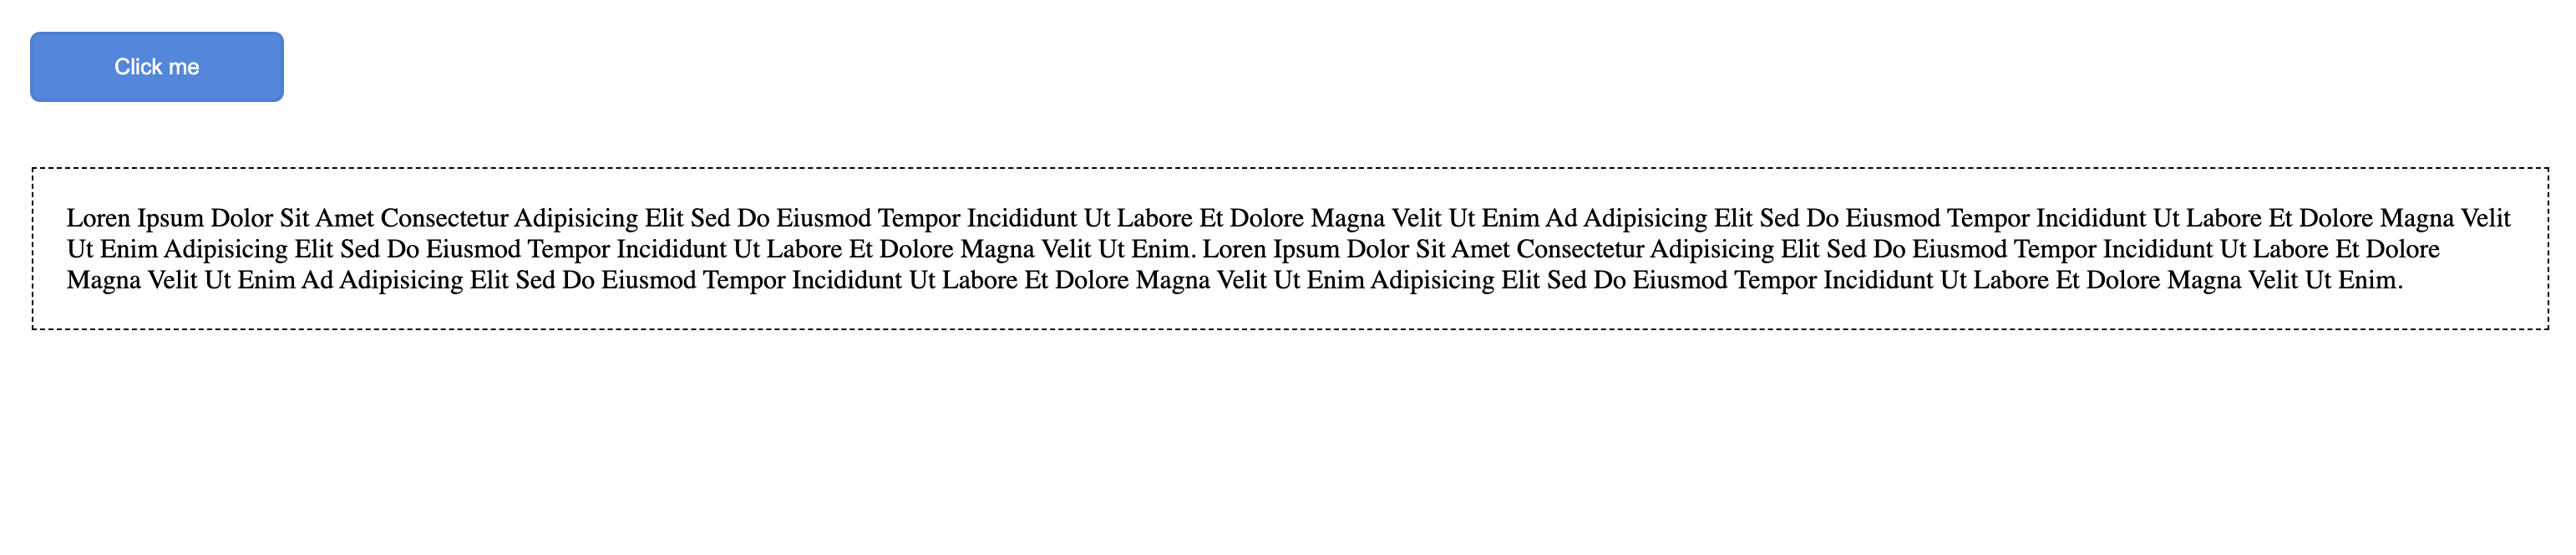 Click me
Loren Ipsum Dolor Sit Amet Consectetur Adipisicing Elit Sed Do Eiusmod Tempor Incididunt Ut Labore Et Dolore Magna Velit Ut Enim Ad Adipisicing Elit Sed Do Eiusmod Tempor Incididunt Ut Labore Et Dolore Magna Velit
Ut Enim Adipisicing Elit Sed Do Eiusmod Tempor Incididunt Ut Labore Et Dolore Magna Velit Ut Enim. Loren Ipsum Dolor Sit Amet Consectetur Adipisicing Elit Sed Do Eiusmod Tempor Incididunt Ut Labore Et Dolore
Magna Velit Ut Enim Ad Adipisicing Elit Sed Do Eiusmod Tempor Incididunt Ut Labore Et Dolore Magna Velit Ut Enim Adipisicing Elit Sed Do Eiusmod Tempor Incididunt Ut Labore Et Dolore Magna Velit Ut Enim.